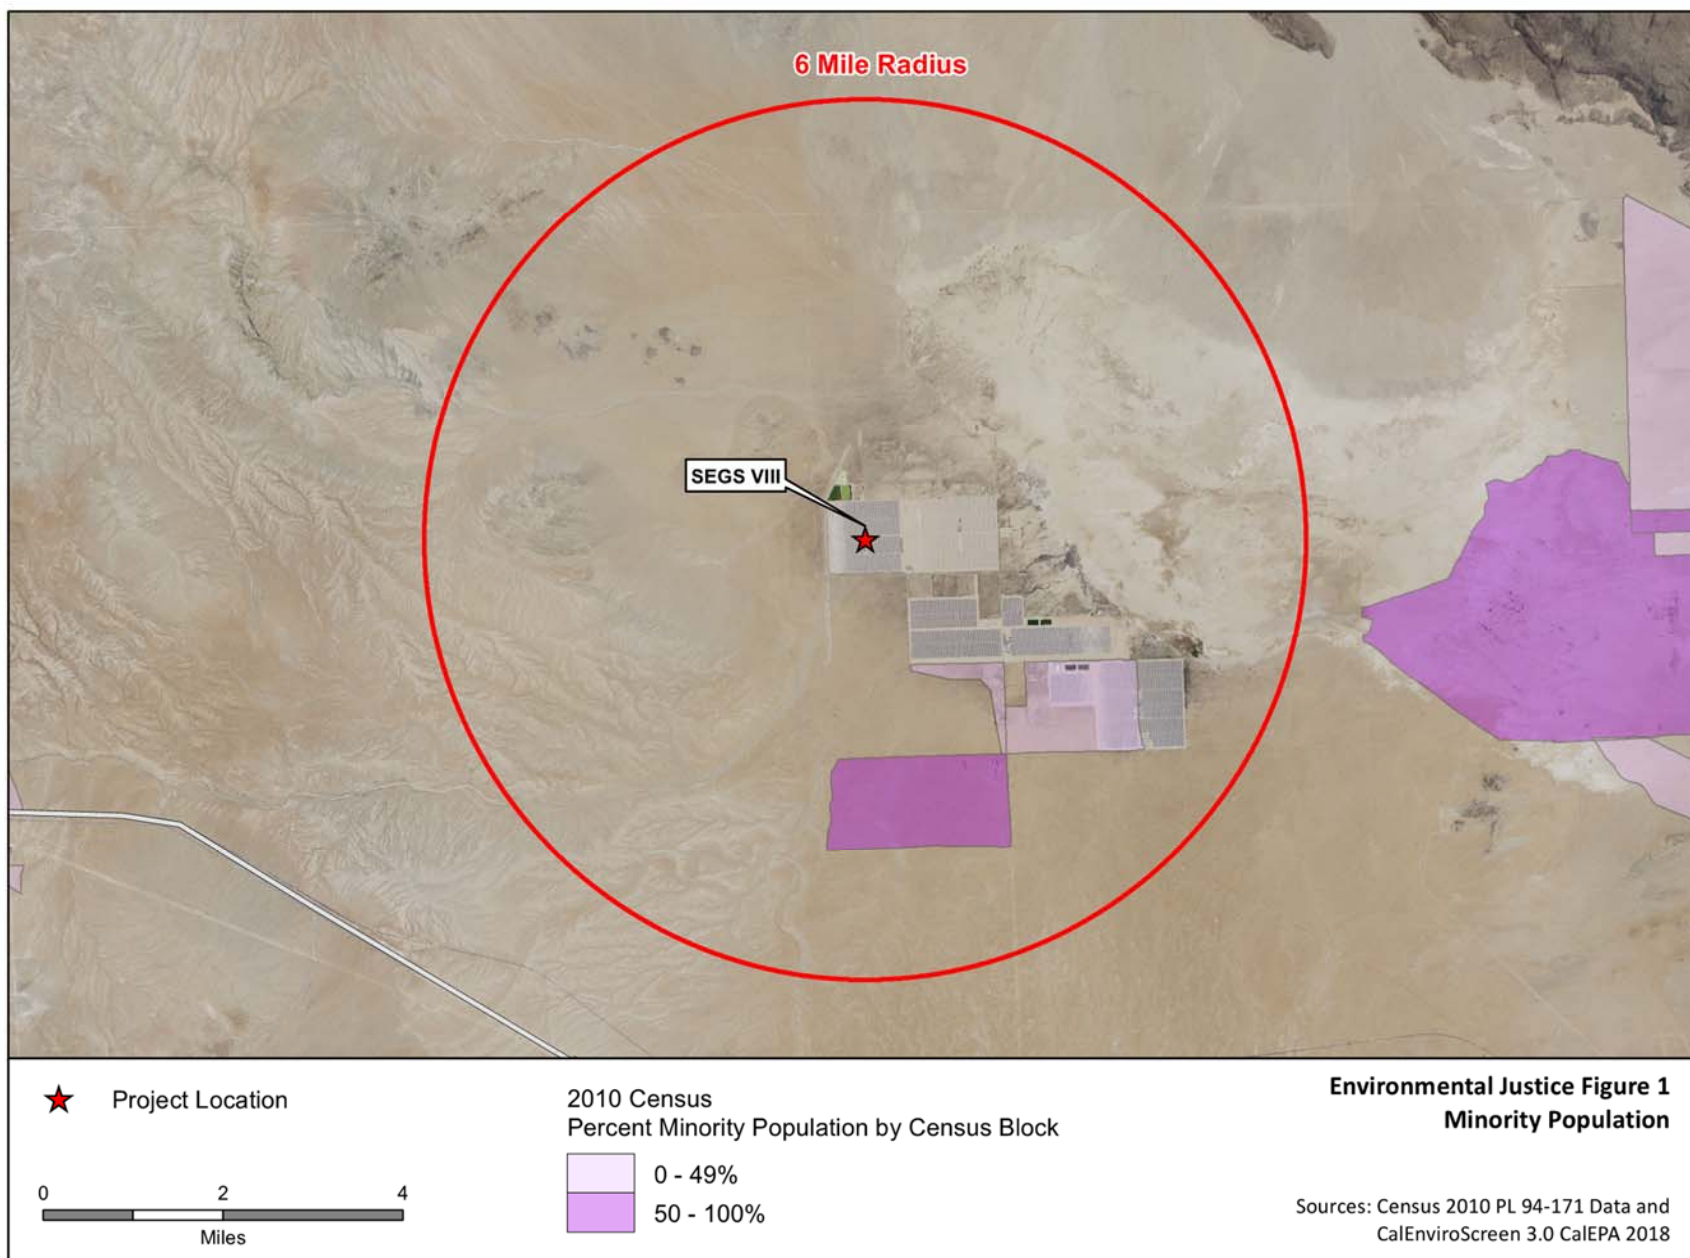 6 Mile Radius
SEGS VIII
Project Location
0 2 4
Miles
2010 Census
Percent Minority Population by Census Block
0 - 49%
50 - 100%
Environmental Justice Figure 1
Minority Population
Sources: Census 2010 PL 94-171 Data and
CalEnviroScreen 3.0 CalEPA 2018